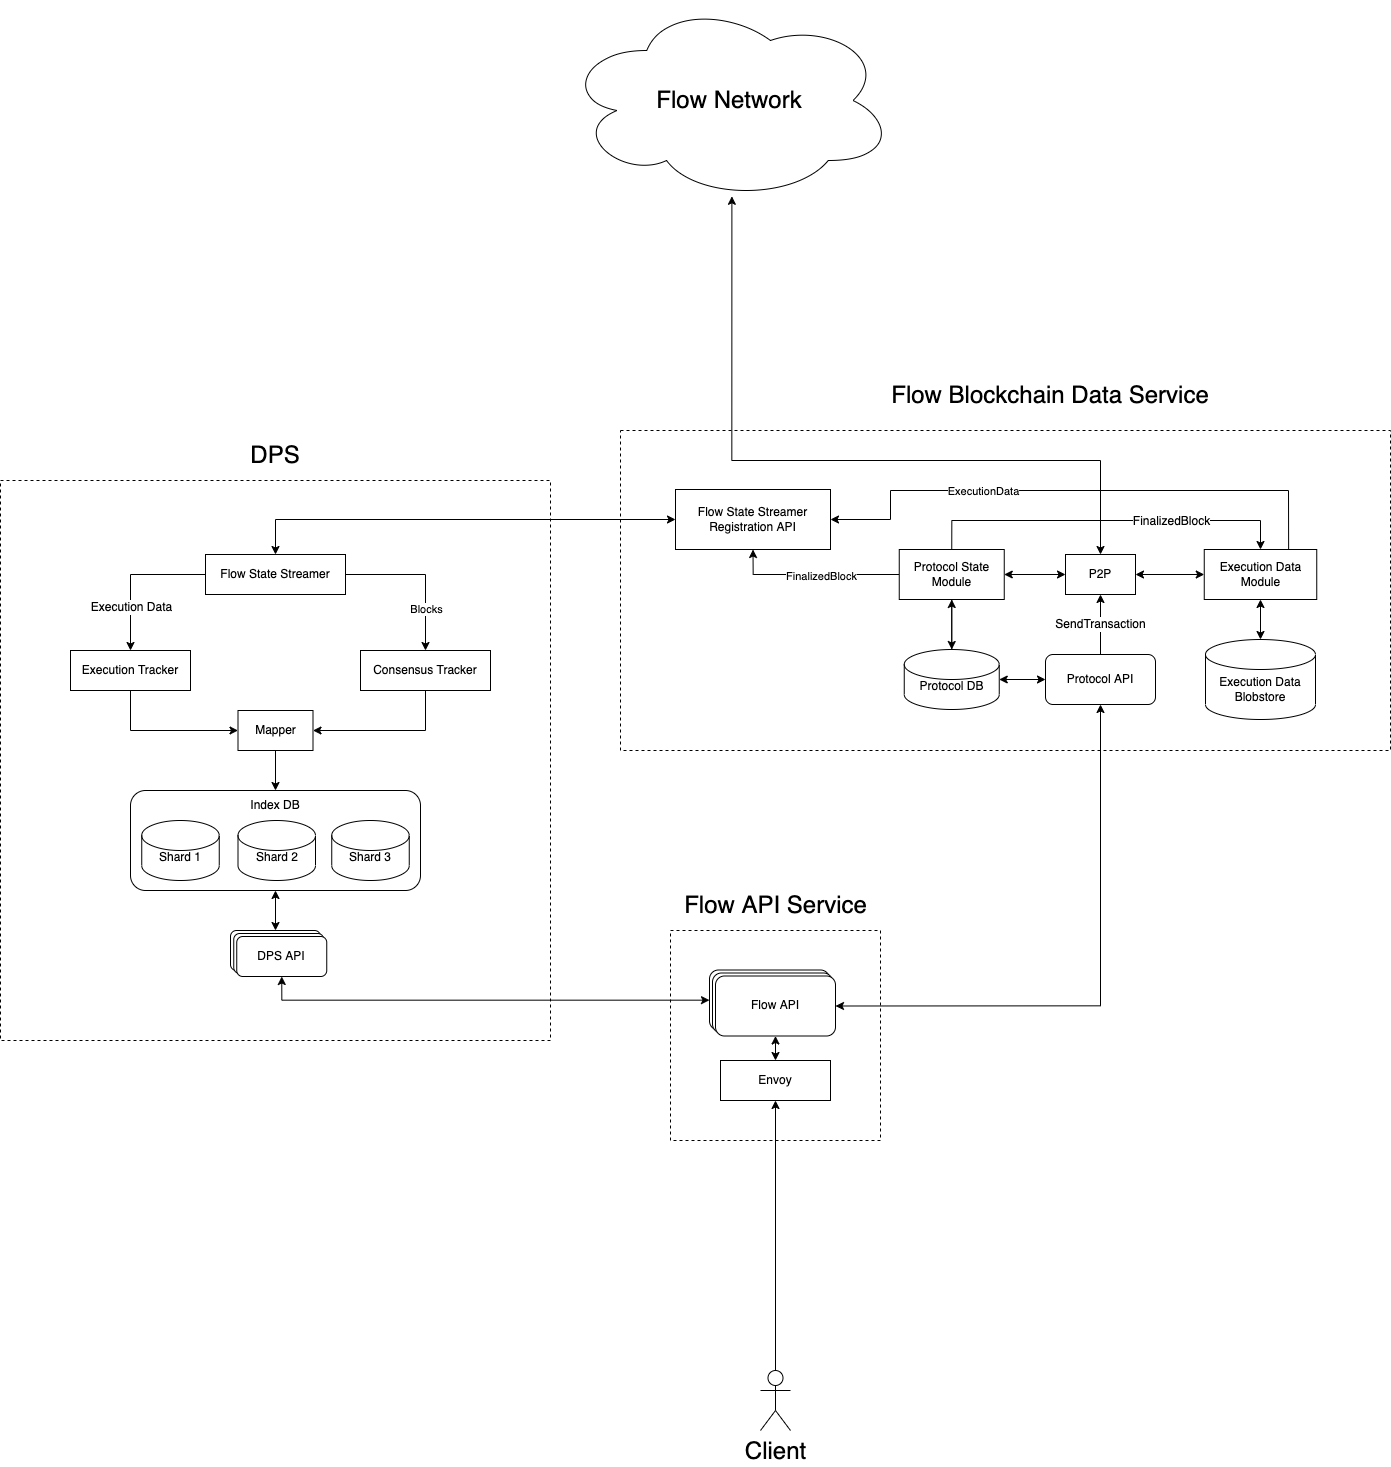 Flow Network
Flow Blockchain Data Service
DPS
ExecutionData
Flow State Streamer
Registration API
FinalizedBlock
FinalizedBlock
Protocol State
Module
P2P
Execution Data
Module
Flow State Streamer
Execution Data
Blocks
SendTransaction
Execution Tracker
Consensus Tracker
Protocol DB
Protocol API
Execution Data
Blobstore
Mapper
Index DB
Shard 1
Shard 2
Shard 3
Flow API Service
DPS API
Flow API
Envoy
Client